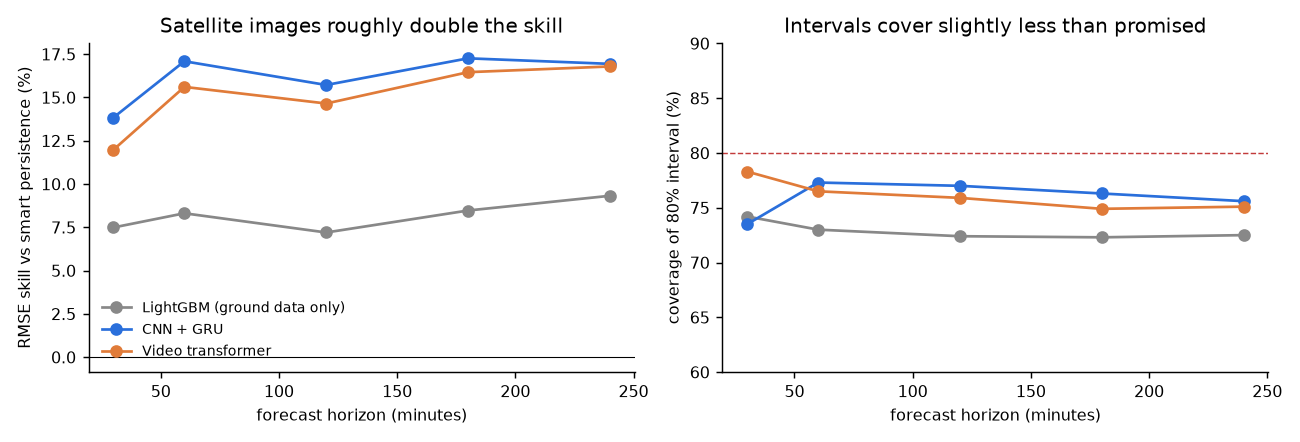 Satellite images roughly double the skill
RMSE skill vs smart persistence (%)
17.5
15.0
12.5
10.0
7.5
5.0
2.5
0.0
LightGBM (ground data only)
CNN + GRU
Video transformer
50
100
150
200
250
forecast horizon (minutes)
Intervals cover slightly less than promised
coverage of 80% interval (%)
90
85
80
75
70
65
60
50
100
150
200
250
forecast horizon (minutes)